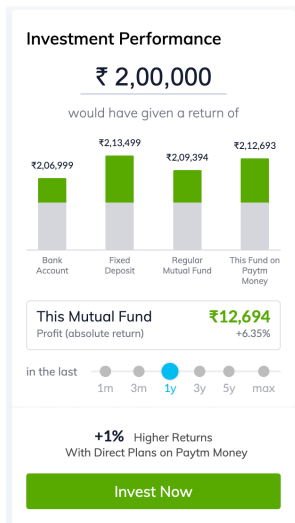 Investment Performance
₹ 2,00,000
would have given a return of
₹2,06,999
₹2,13,499
₹2,09,394
₹2,12,693
Bank
Account
Fixed
Deposit
Regular
Mutual Fund
This Fund on
Paytm
Money
This Mutual Fund
₹12,694
Profit (absolute return)
+6.35%
in the last
1m 3m 1y 3y 5y max
+1% Higher Returns
With Direct Plans on Paytm Money
Invest Now